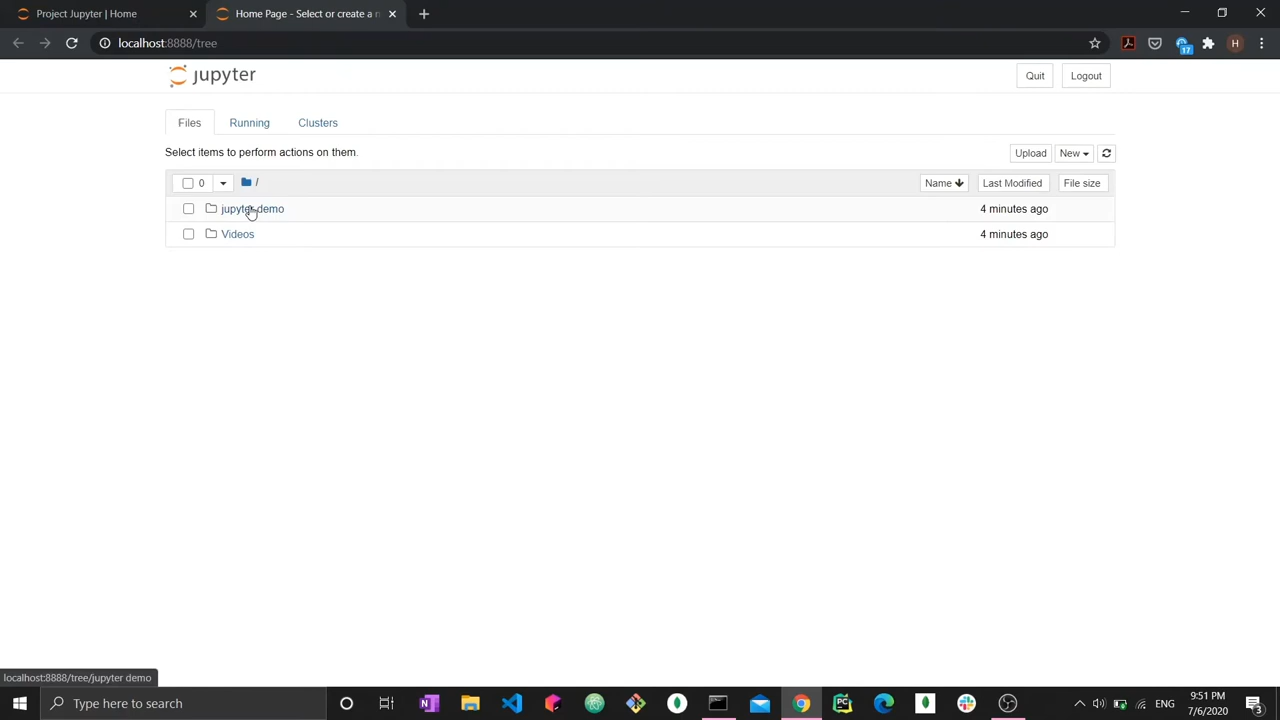 Project Jupyter | Home
Home Page - Select or create a n
localhost:8888/tree
17
H
jupyter
Quit
Logout
Files
Running
Clusters
Select items to perform actions on them.
Upload
New
0
/
Name
Last Modified
File size
jupyter demo
4 minutes ago
Videos
4 minutes ago
localhost:8888/tree/jupyter demo
Type here to search
N
PC
ENG
9:51 PM
7/6/2020
3